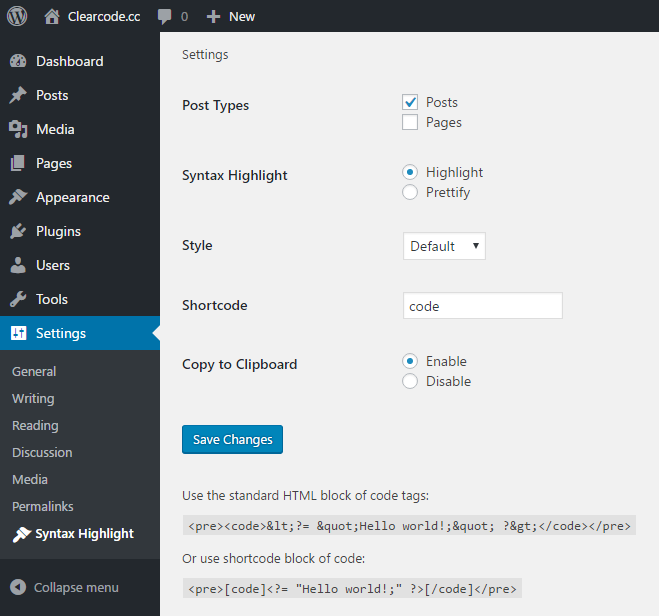 Clearcode.cc 0 New
Dashboard
Posts
Media
Pages
Appearance
Plugins
Users
Tools
Settings
General
Writing
Reading
Discussion
Media
Permalinks
Syntax Highlight
Collapse menu
Settings
Post Types
Posts
Pages
Syntax Highlight
Highlight
Prettify
Style
Default
Shortcode
code
Copy to Clipboard
Enable
Disable
Save Changes
Use the standard HTML block of code tags:
<pre><code>&lt;?= &quot;Hello world!;&quot; ?&gt;</code></pre>
Or use shortcode block of code:
<pre>[code]<?= "Hello world!;" ?>[/code]</pre>